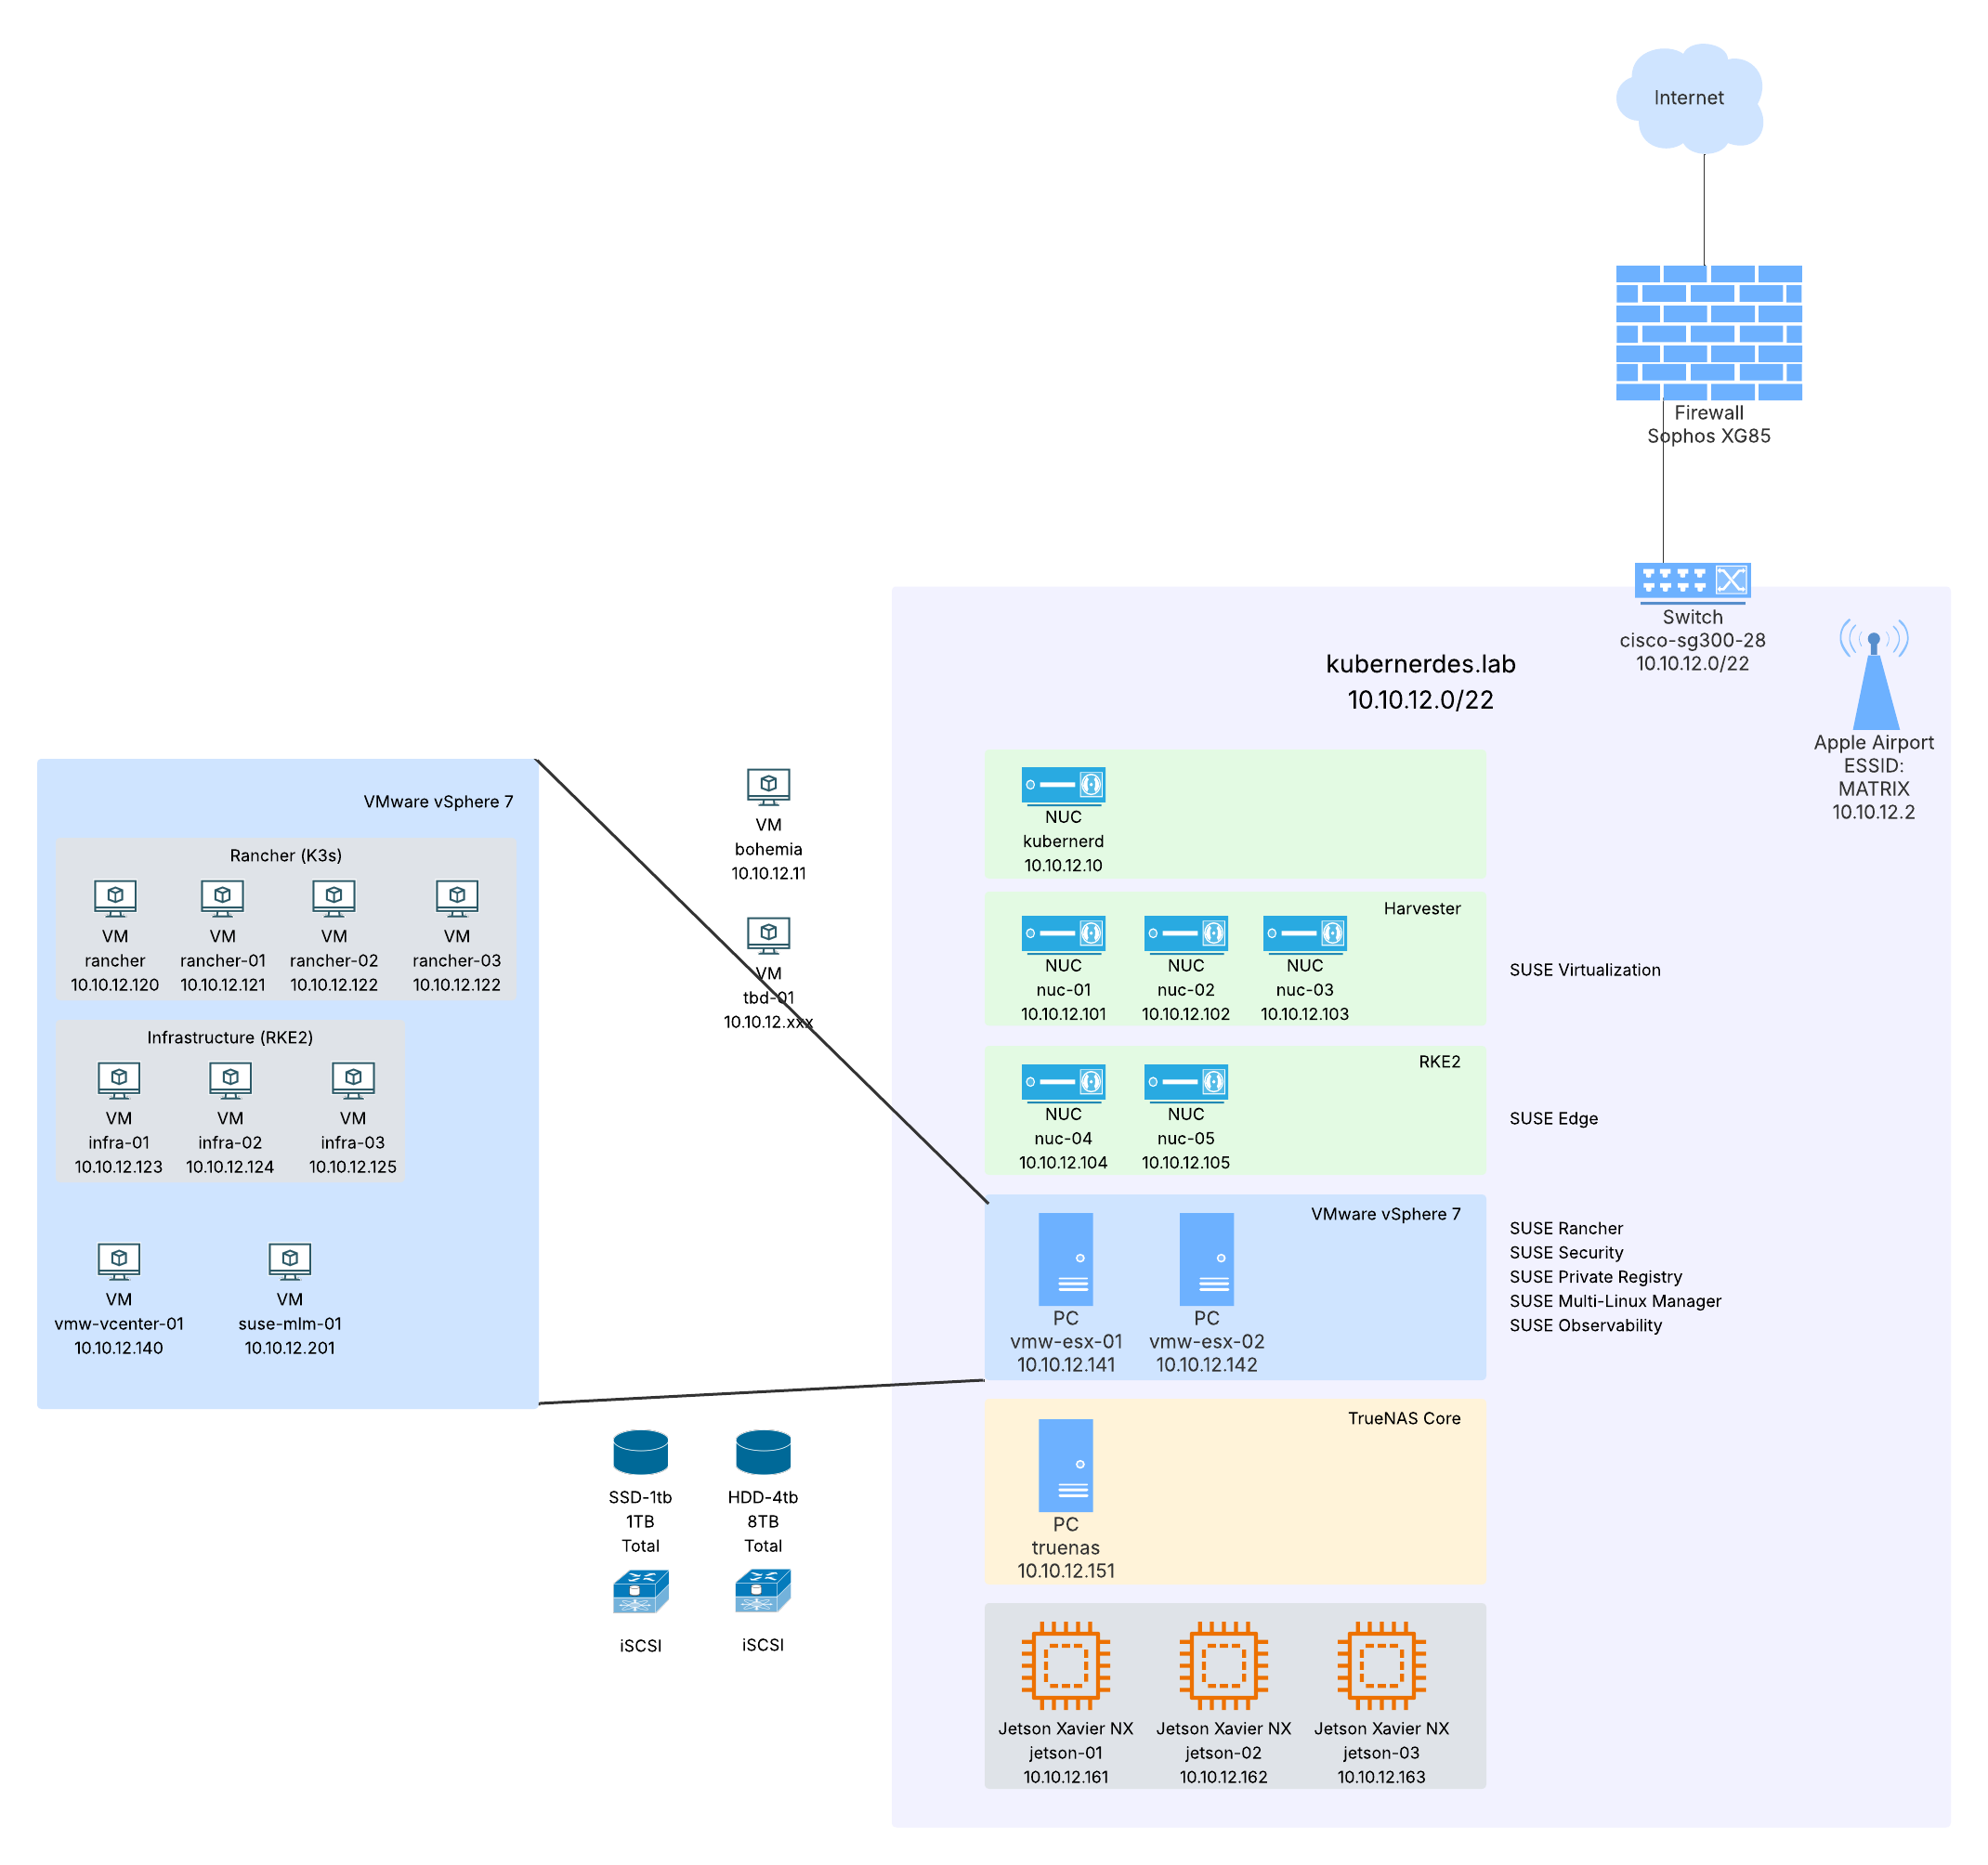 Internet
Firewall
Sophos XG85
Switch
cisco-sg300-28
10.10.12.0/22
kubernerdes.lab
10.10.12.0/22
Apple Airport
ESSID:
MATRIX
10.10.12.2
VMware vSphere 7
Rancher (K3s)
VM
rancher
10.10.12.120
VM
rancher-01
10.10.12.121
VM
rancher-02
10.10.12.122
VM
rancher-03
10.10.12.122
Infrastructure (RKE2)
VM
infra-01
10.10.12.123
VM
infra-02
10.10.12.124
VM
infra-03
10.10.12.125
VM
vmw-vcenter-01
10.10.12.140
VM
suse-mlm-01
10.10.12.201
VM
bohemia
10.10.12.11
VM
tbd-01
10.10.12.xxx
SSD-1tb
1TB
Total
iSCSI
HDD-4tb
8TB
Total
iSCSI
NUC
kubernerd
10.10.12.10
Harvester
NUC
nuc-01
10.10.12.101
NUC
nuc-02
10.10.12.102
NUC
nuc-03
10.10.12.103
SUSE Virtualization
RKE2
NUC
nuc-04
10.10.12.104
NUC
nuc-05
10.10.12.105
SUSE Edge
VMware vSphere 7
PC
vmw-esx-01
10.10.12.141
PC
vmw-esx-02
10.10.12.142
SUSE Rancher
SUSE Security
SUSE Private Registry
SUSE Multi-Linux Manager
SUSE Observability
TrueNAS Core
PC
truenas
10.10.12.151
Jetson Xavier NX
jetson-01
10.10.12.161
Jetson Xavier NX
jetson-02
10.10.12.162
Jetson Xavier NX
jetson-03
10.10.12.163